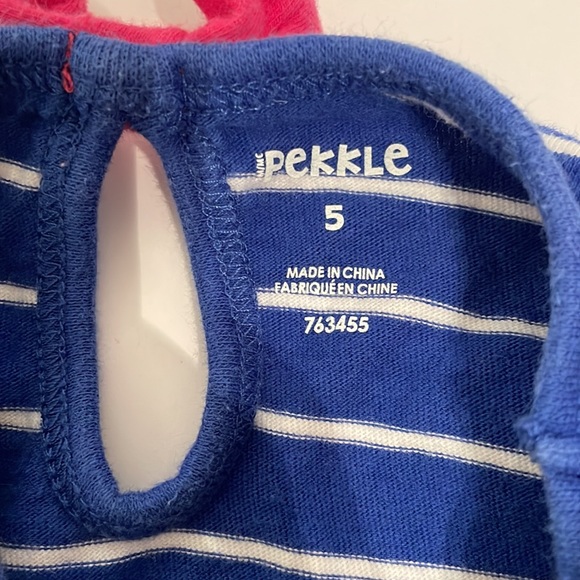 pekkle
5
MADE IN CHINA
FABRIQUÉ EN CHINE
763455